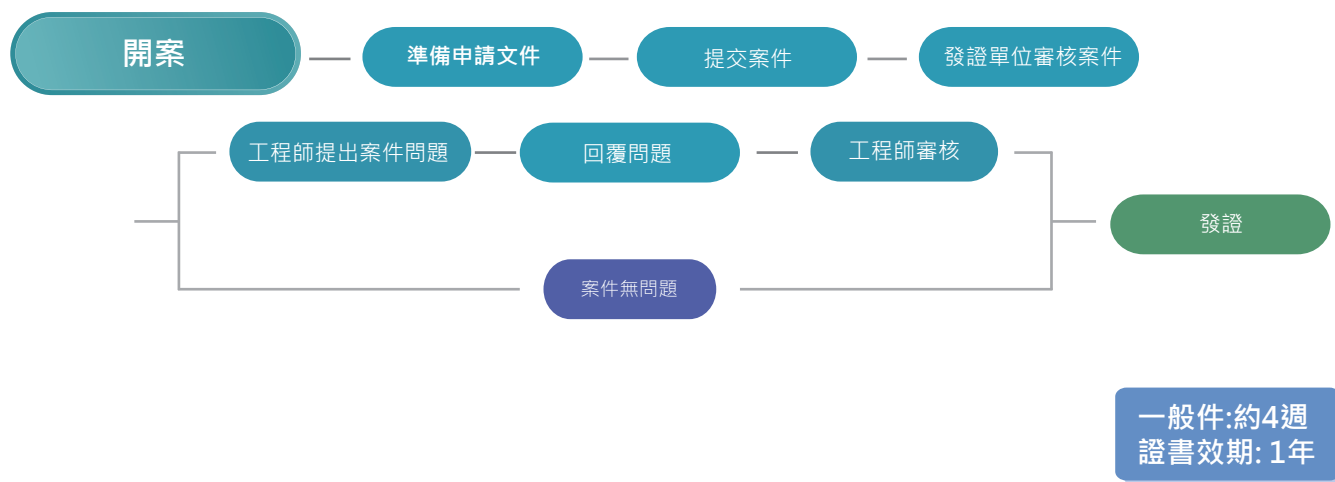 開案
準備申請文件
提交案件
發證單位審核案件
工程師提出案件問題
回覆問題
工程師審核
發證
案件無問題
一般件:約4週
證書效期: 1年